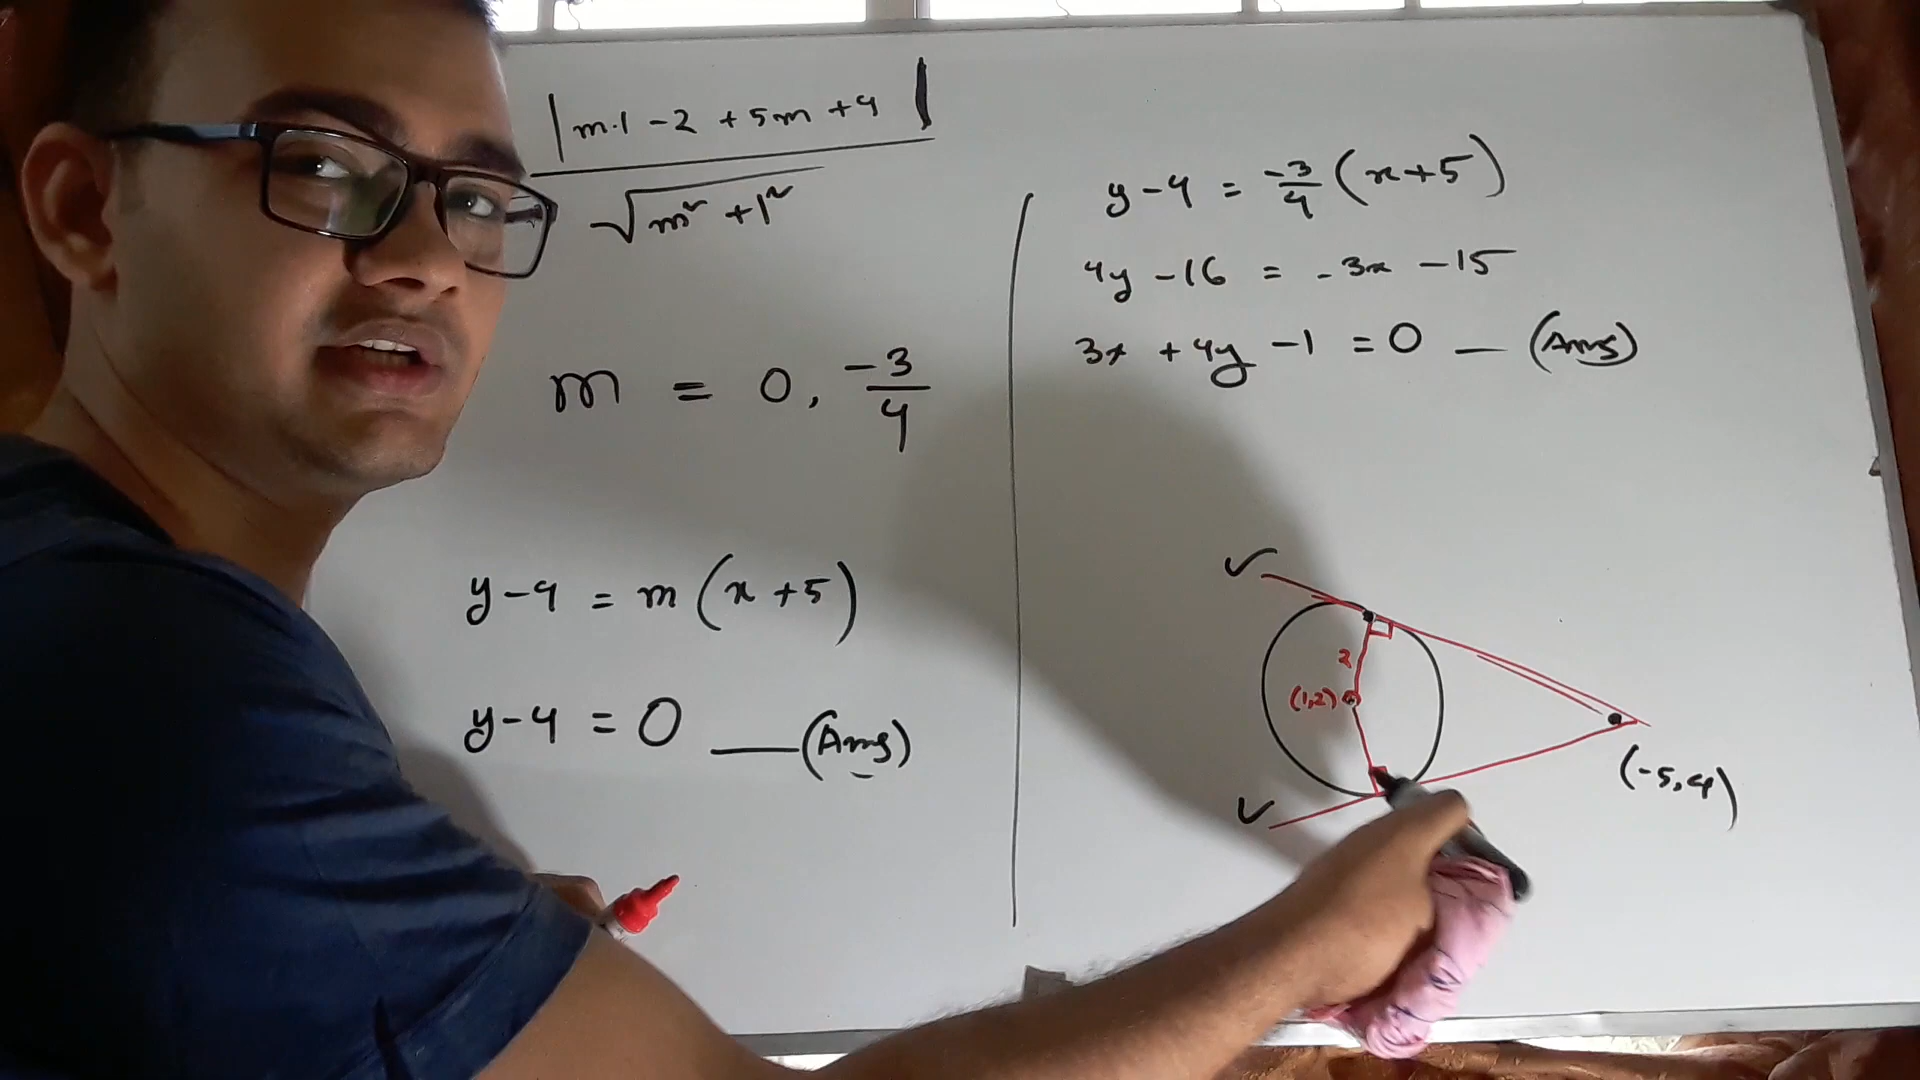 |m·1 - 2 + 5m + 4|
√m² + 1²
m = 0, -3/4
y - 4 = m(x + 5)
y - 4 = 0 — (Ans)
y - 4 = -3/4 (x + 5)
4y - 16 = -3x - 15
3x + 4y - 1 = 0 — (Ans)
2
(1,2)
(-5,4)